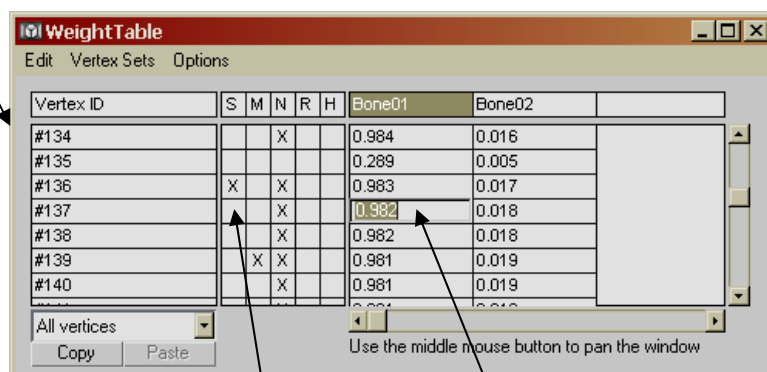 WeightTable
Edit Vertex Sets Options
Vertex ID S M N R H Bone01 Bone02
#134 X 0.984 0.016
#135 0.289 0.005
#136 X X 0.983 0.017
#137 X 0.982 0.018
#138 X 0.982 0.018
#139 X X 0.981 0.019
#140 X 0.981 0.019
All vertices
Copy Paste
Use the middle mouse button to pan the window